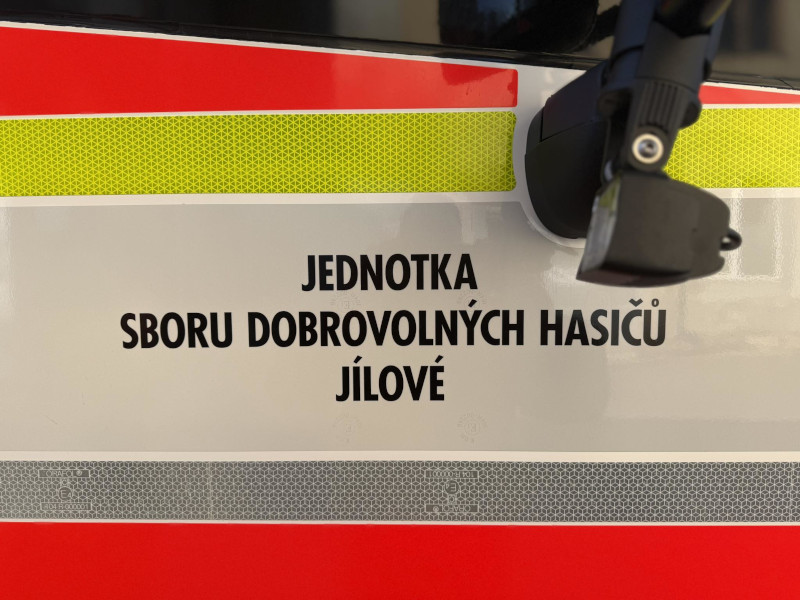 JEDNOTKA
SBORU DOBROVOLNÝCH HASIČŮ
JÍLOVÉ